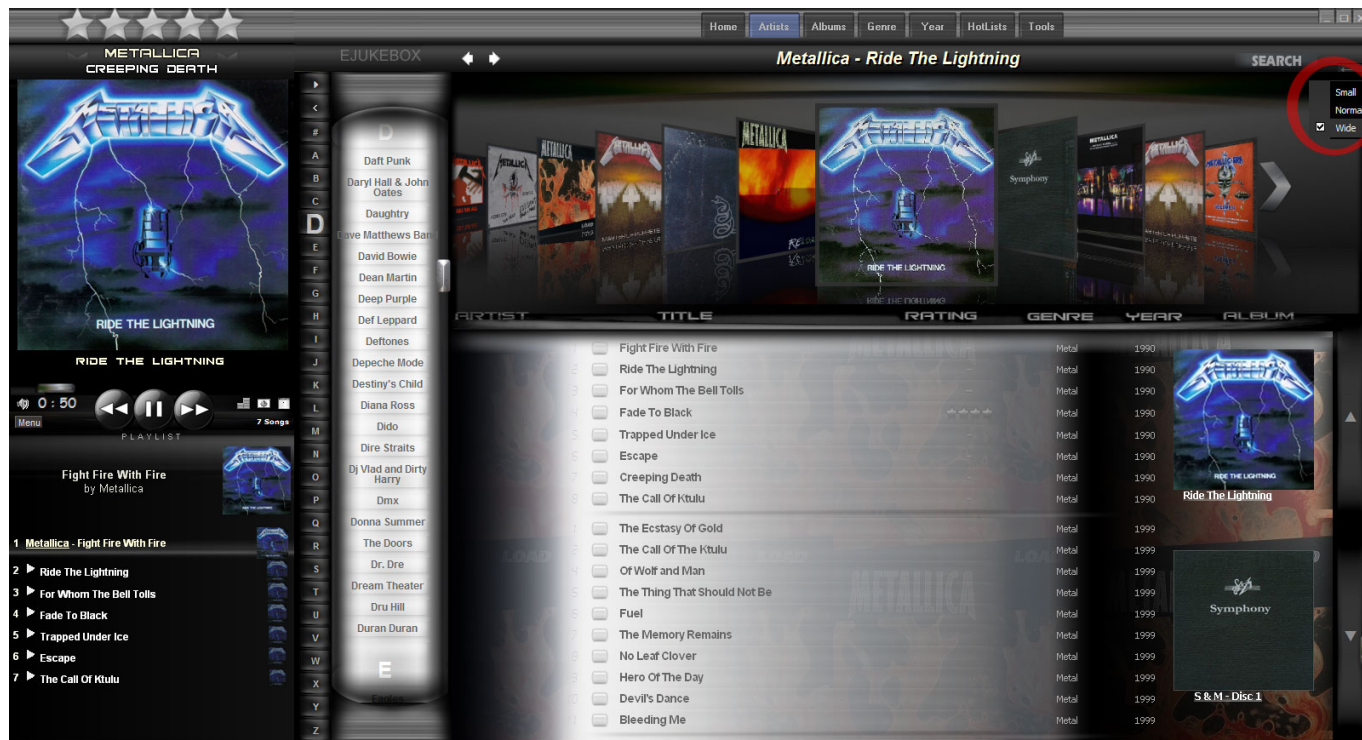 Home Artists Albums Genre Year HotLists Tools
METALLICA
CREEPING DEATH
EJUKEBOX
Metallica - Ride The Lightning
SEARCH
Small
Norma
Wide
METALLICA
RIDE THE LIGHTNING
RIDE THE LIGHTNING
0:50
Menu
7 Songs
PLAYLIST
Fight Fire With Fire
by Metallica
1 Metallica - Fight Fire With Fire
2 Ride The Lightning
3 For Whom The Bell Tolls
4 Fade To Black
5 Trapped Under Ice
6 Escape
7 The Call Of Ktulu
#
A
B
C
D
E
F
G
H
I
J
K
L
M
N
O
P
Q
R
S
T
U
V
W
X
Y
Z
D
Daft Punk
Daryl Hall & John
Oates
Daughtry
Dave Matthews Band
David Bowie
Dean Martin
Deep Purple
Def Leppard
Deftones
Depeche Mode
Destiny's Child
Diana Ross
Dido
Dire Straits
Dj Vlad and Dirty
Harry
Dmx
Donna Summer
The Doors
Dr. Dre
Dream Theater
Dru Hill
Duran Duran
E
Eagles
METALLICA
METALLICA
METALLICA
METALLICA
RIDE THE LIGHTNING
Symphony
METALLICA
ARTIST TITLE RATING GENRE YEAR ALBUM
Fight Fire With Fire Metal 1990
Ride The Lightning Metal 1990
For Whom The Bell Tolls Metal 1990
Fade To Black Metal 1990
Trapped Under Ice Metal 1990
Escape Metal 1990
Creeping Death Metal 1990
The Call Of Ktulu Metal 1990
METALLICA
RIDE THE LIGHTNING
Ride The Lightning
The Ecstasy Of Gold Metal 1999
The Call Of The Ktulu Metal 1999
Of Wolf and Man Metal 1999
The Thing That Should Not Be Metal 1999
Fuel Metal 1999
The Memory Remains Metal 1999
No Leaf Clover Metal 1999
Hero Of The Day Metal 1999
Devil's Dance Metal 1999
Bleeding Me Metal 1999
S&M
Symphony
S & M - Disc 1